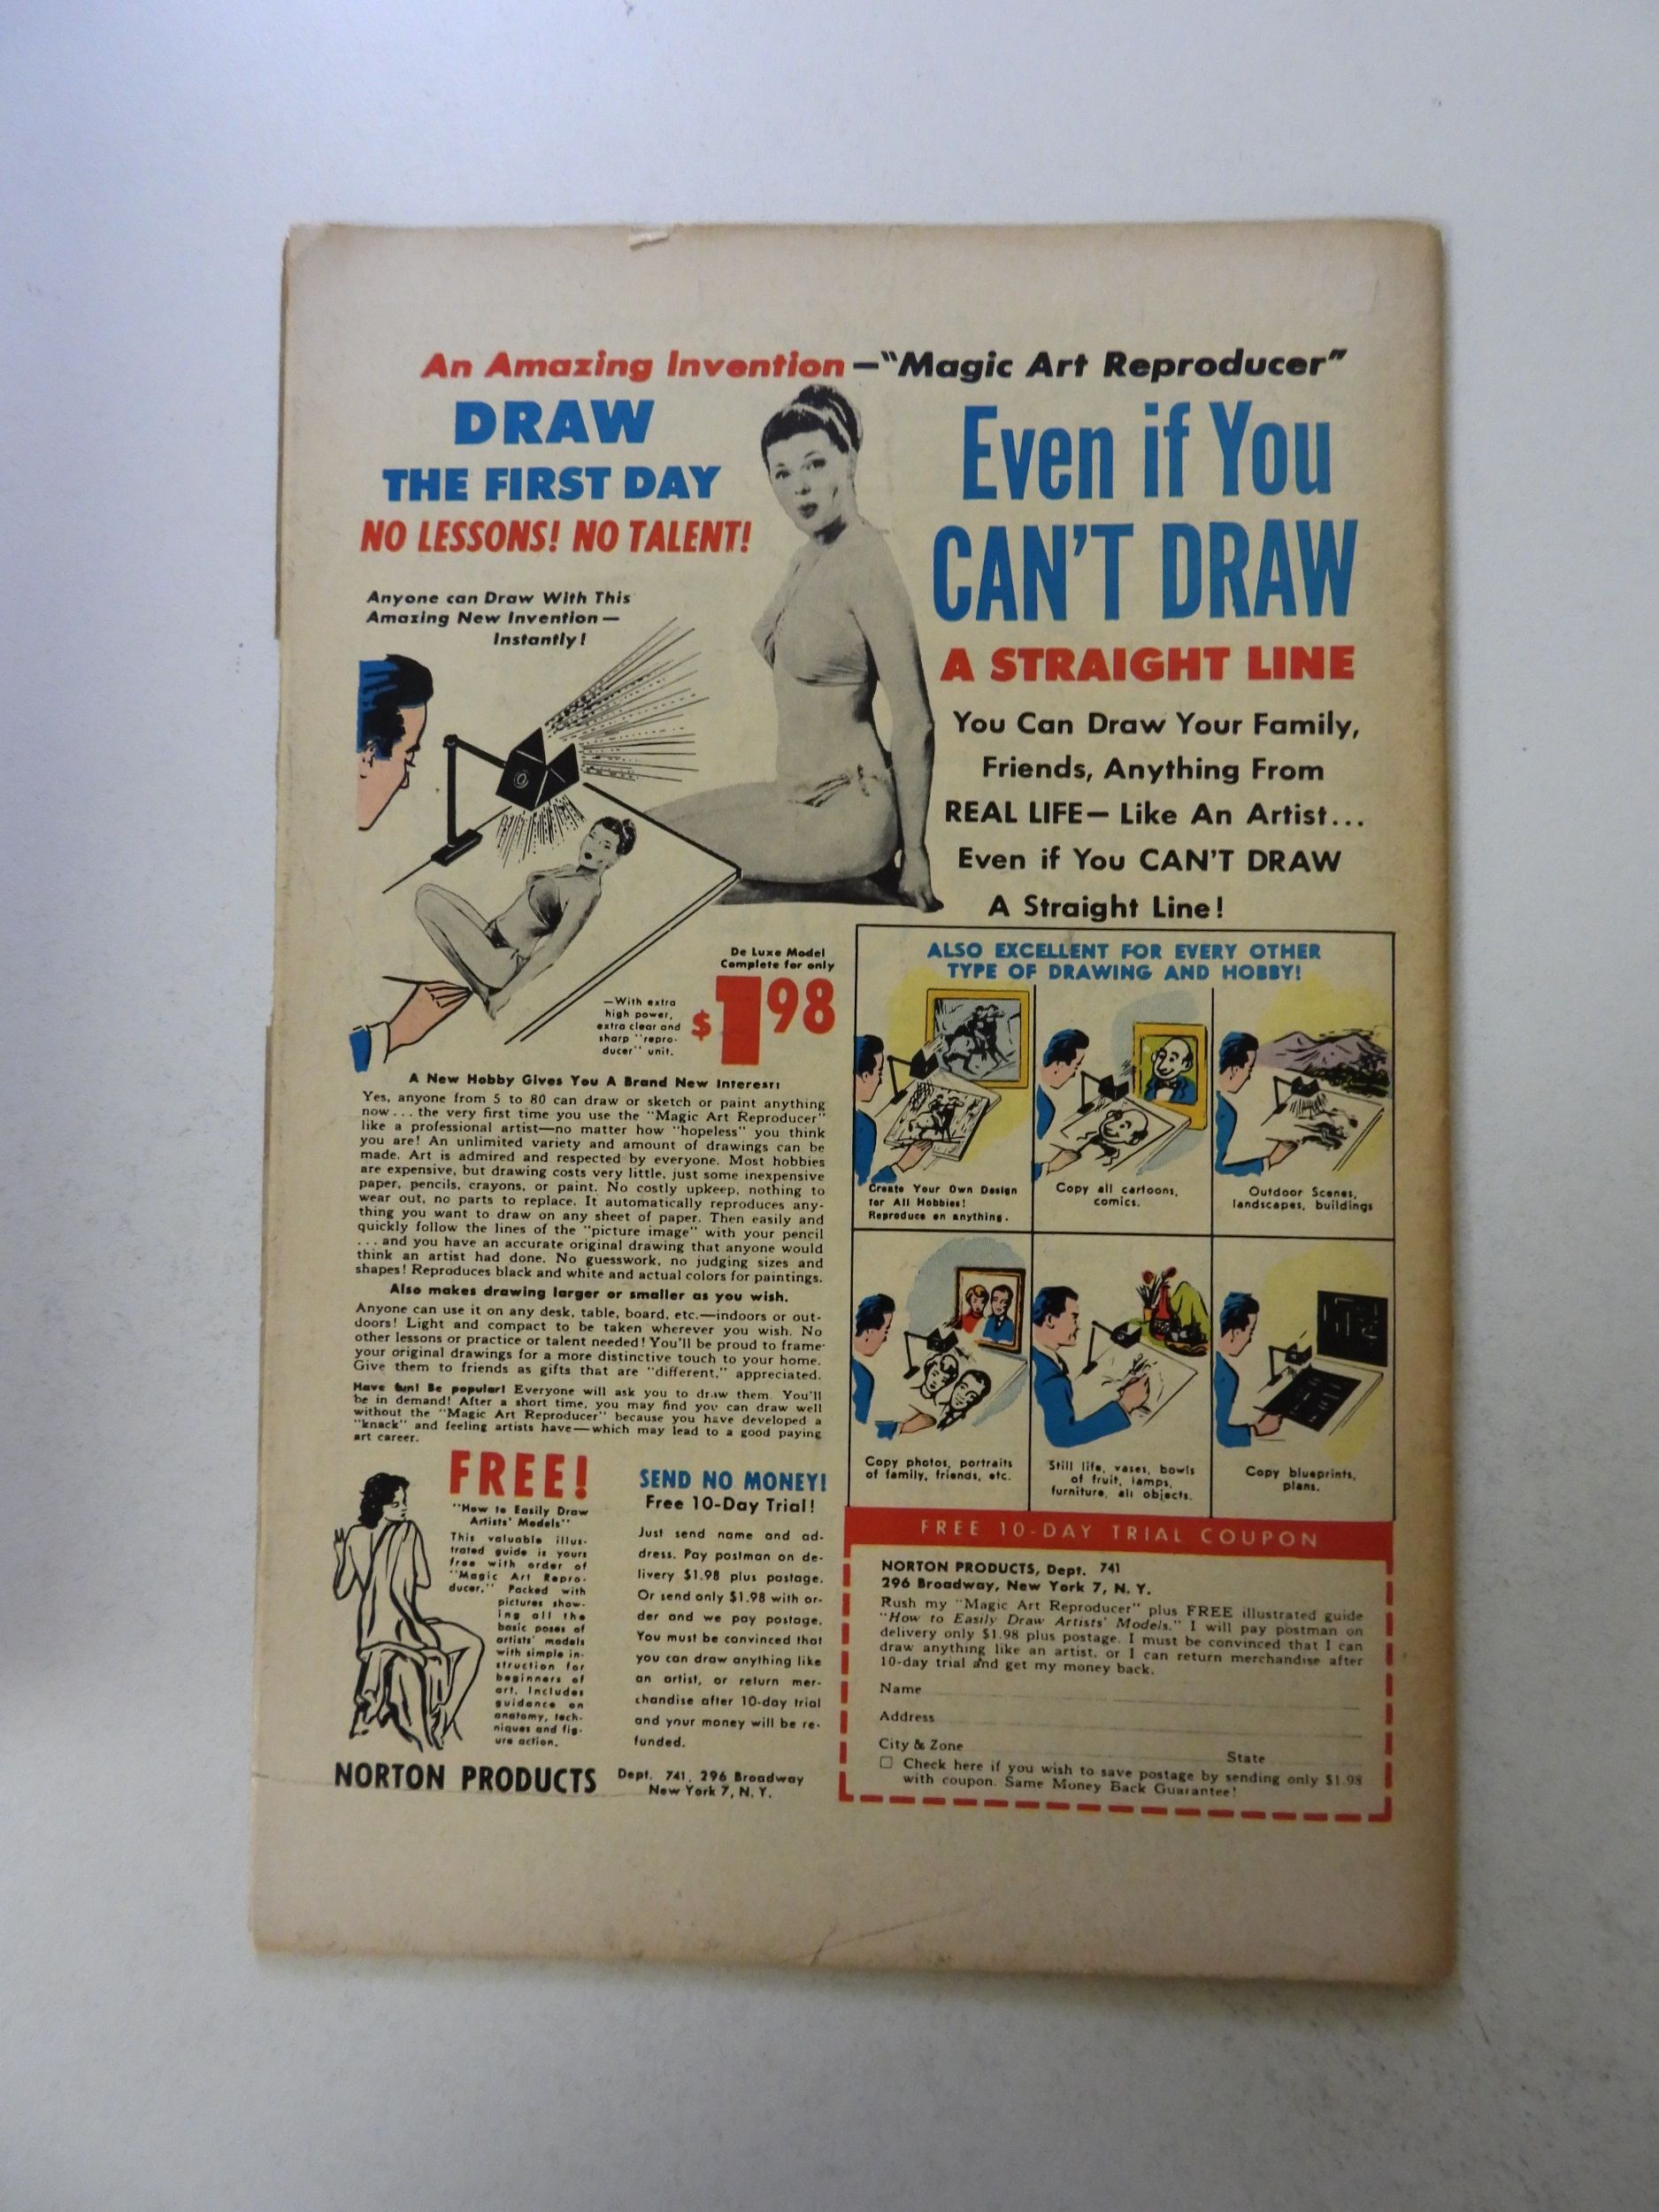 An Amazing Invention—"Magic Art Reproducer"
DRAW
THE FIRST DAY
NO LESSONS! NO TALENT!
Anyone can Draw With This
Amazing New Invention—
Instantly!
Even if You
CAN'T DRAW
A STRAIGHT LINE
You Can Draw Your Family,
Friends, Anything From
REAL LIFE— Like An Artist...
Even if You CAN'T DRAW
A Straight Line!
De Luxe Model
Complete for only
$1.98
—With extra
high power,
extra clear and
sharp "repro-
ducer" unit.
A New Hobby Gives You A Brand New Interest!
Yes, anyone from 5 to 80 can draw or sketch or paint anything
now...the very first time you use the "Magic Art Reproducer"
like a professional artist—no matter how "hopeless" you think
you are! An unlimited variety and amount of drawings can be
made. Art is admired and respected by everyone. Most hobbies
are expensive, but drawing costs very little, just some inexpensive
paper, pencils, crayons, or paint. No costly upkeep, nothing to
wear out, no parts to replace. It automatically reproduces any-
thing you want to draw on any sheet of paper. Then easily and
quickly follow the lines of the "picture image" with your pencil
...and you have an accurate original drawing that anyone would
think an artist had done. No guesswork, no judging sizes and
shapes! Reproduces black and white and actual colors for paintings.
Also makes drawing larger or smaller as you wish.
Anyone can use it on any desk, table, board, etc.—indoors or out-
doors! Light and compact to be taken wherever you wish. No
other lessons or practice or talent needed! You'll be proud to frame
your original drawings for a more distinctive touch to your home.
Give them to friends as gifts that are "different," appreciated.
Have fun! Be popular! Everyone will ask you to draw them. You'll
be in demand! After a short time, you may find you can draw well
without the "Magic Art Reproducer" because you have developed a
"knack" and feeling artists have—which may lead to a good paying
art career.
FREE!
"How to Easily Draw
Artists' Models"
This valuable illus-
trated guide is yours
free with order of
"Magic Art Repro-
ducer." Packed with
pictures show-
ing all the
basic poses of
artists' models
with simple in-
struction for
beginners of
art. Includes
guidance on
anatomy, tech-
niques and fig-
ure action.
SEND NO MONEY!
Free 10-Day Trial!
Just send name and ad-
dress. Pay postman on de-
livery $1.98 plus postage.
Or send only $1.98 with or-
der and we pay postage.
You must be convinced that
you can draw anything like
an artist, or return mer-
chandise after 10-day trial
and your money will be re-
funded.
NORTON PRODUCTS
Dept. 741, 296 Broadway
New York 7, N. Y.
ALSO EXCELLENT FOR EVERY OTHER
TYPE OF DRAWING AND HOBBY!
Create Your Own Design
for All Hobbies!
Reproduce on anything.
Copy all cartoons,
comics.
Outdoor Scenes,
landscapes, buildings
Copy photos, portraits
of family, friends, etc.
Still life, vases, bowls
of fruit, lamps,
furniture, all objects.
Copy blueprints,
plans.
FREE 10-DAY TRIAL COUPON
NORTON PRODUCTS, Dept. 741
296 Broadway, New York 7, N. Y.
Rush my "Magic Art Reproducer" plus FREE illustrated guide
"How to Easily Draw Artists' Models." I will pay postman on
delivery only $1.98 plus postage. I must be convinced that I can
draw anything like an artist, or I can return merchandise after
10-day trial and get my money back.
Name
Address
City & Zone State
☐ Check here if you wish to save postage by sending only $1.98
with coupon. Same Money Back Guarantee!